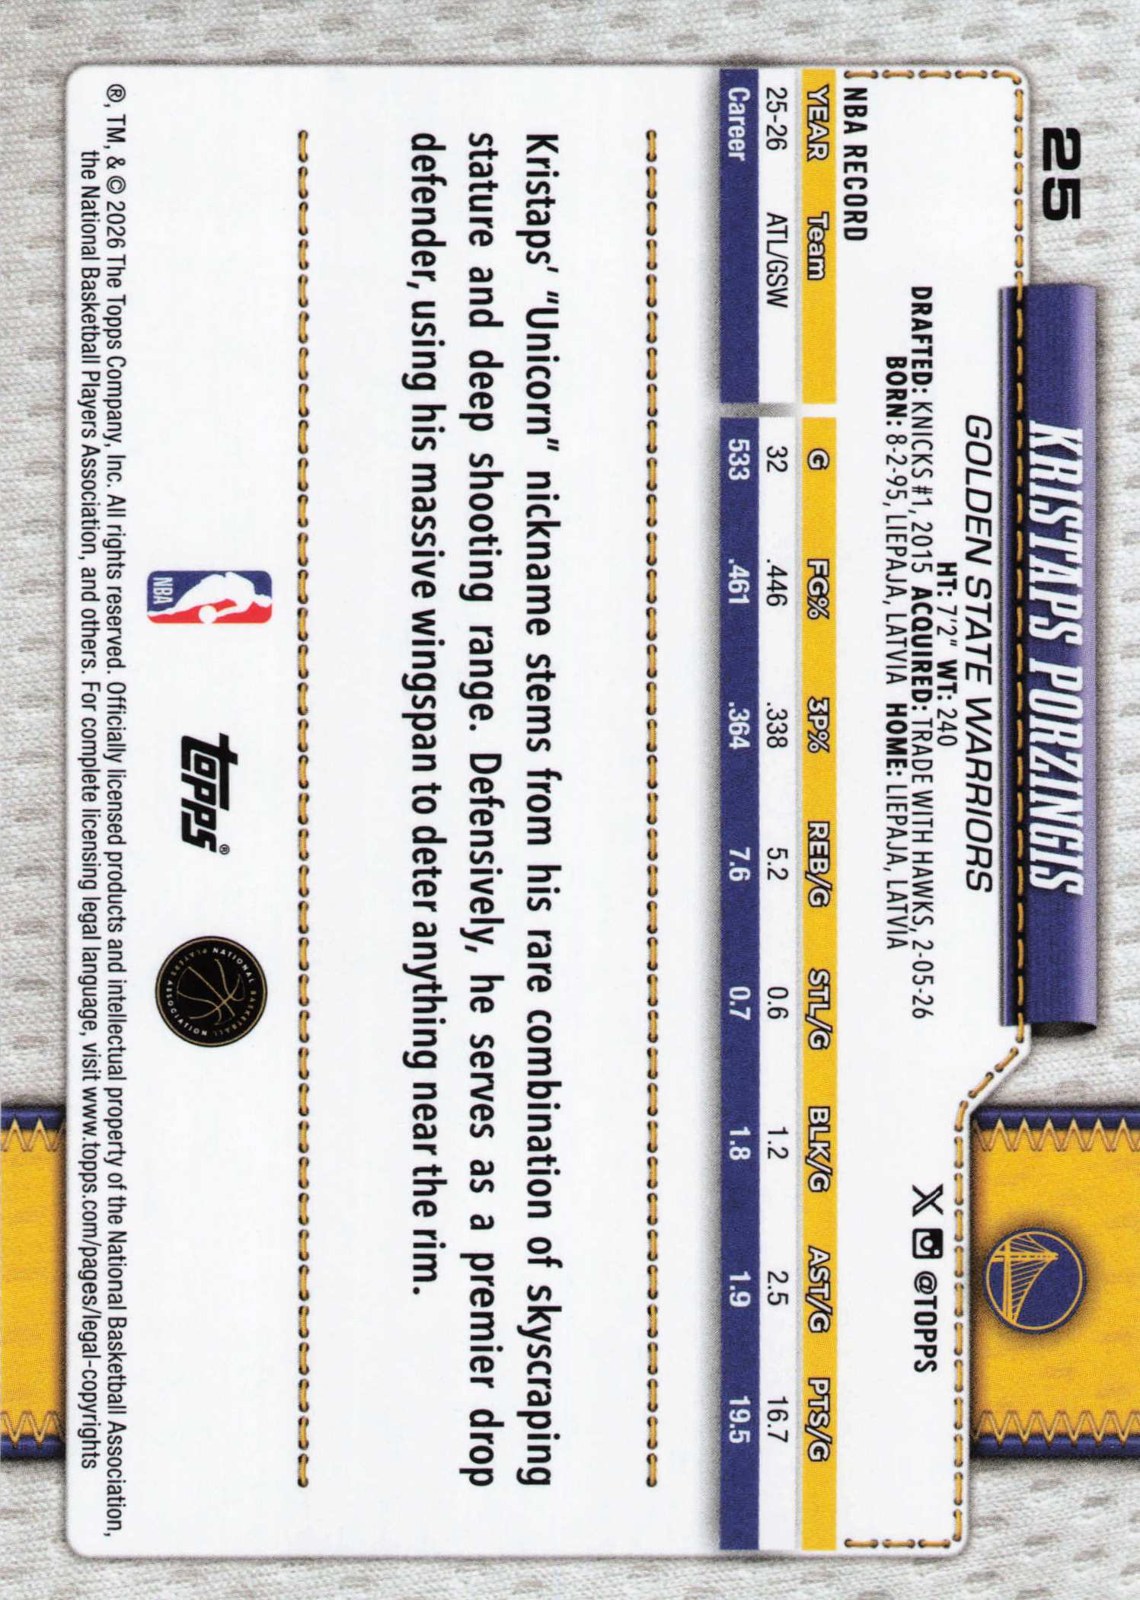 25
KRISTAPS PORZINGIS
GOLDEN STATE WARRIORS
HT: 7'2" WT: 240
DRAFTED: KNICKS #1, 2015 ACQUIRED: TRADE WITH HAWKS, 2-05-26
BORN: 8-2-95, LIEPAJA, LATVIA HOME: LIEPAJA, LATVIA
@TOPPS
NBA RECORD
YEAR Team G FG% 3P% REB/G STL/G BLK/G AST/G PTS/G
25-26 ATL/GSW 32 .446 .338 5.2 0.6 1.2 2.5 16.7
Career 533 .461 .364 7.6 0.7 1.8 1.9 19.5
Kristaps' "Unicorn" nickname stems from his rare combination of skyscraping
stature and deep shooting range. Defensively, he serves as a premier drop
defender, using his massive wingspan to deter anything near the rim.
NBA
topps®
NATIONAL BASKETBALL
PLAYERS ASSOCIATION
®, TM, & © 2026 The Topps Company, Inc. All rights reserved. Officially licensed products and intellectual property of the National Basketball Association,
the National Basketball Players Association, and others. For complete licensing legal language, visit www.topps.com/pages/legal-copyrights